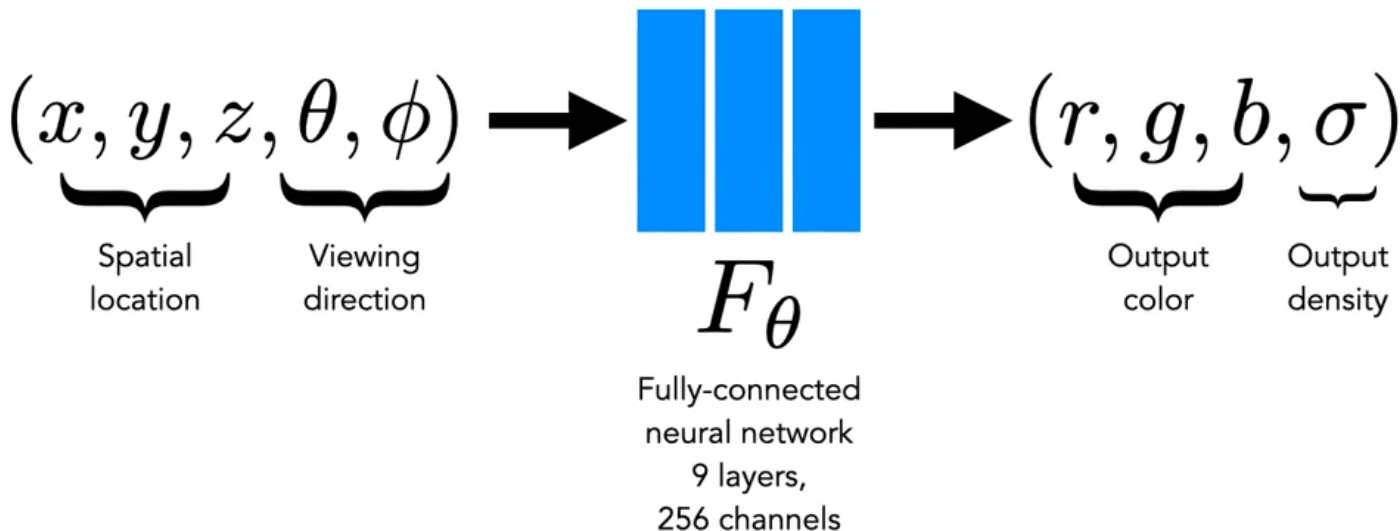 (x, y, z, θ, ϕ)
(r, g, b, σ)
Spatial
location
Viewing
direction
Output
color
Output
density
F_θ
Fully-connected
neural network
9 layers,
256 channels